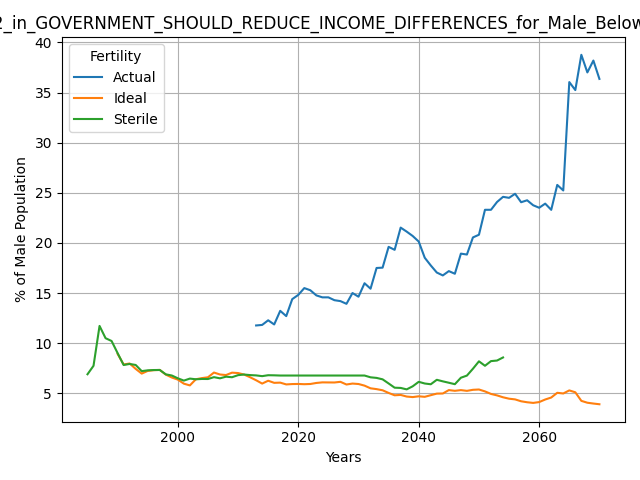 2_in_GOVERNMENT_SHOULD_REDUCE_INCOME_DIFFERENCES_for_Male_Below
Fertility
Actual
Ideal
Sterile
% of Male Population
40
35
30
25
20
15
10
5
2000
2020
2040
2060
Years